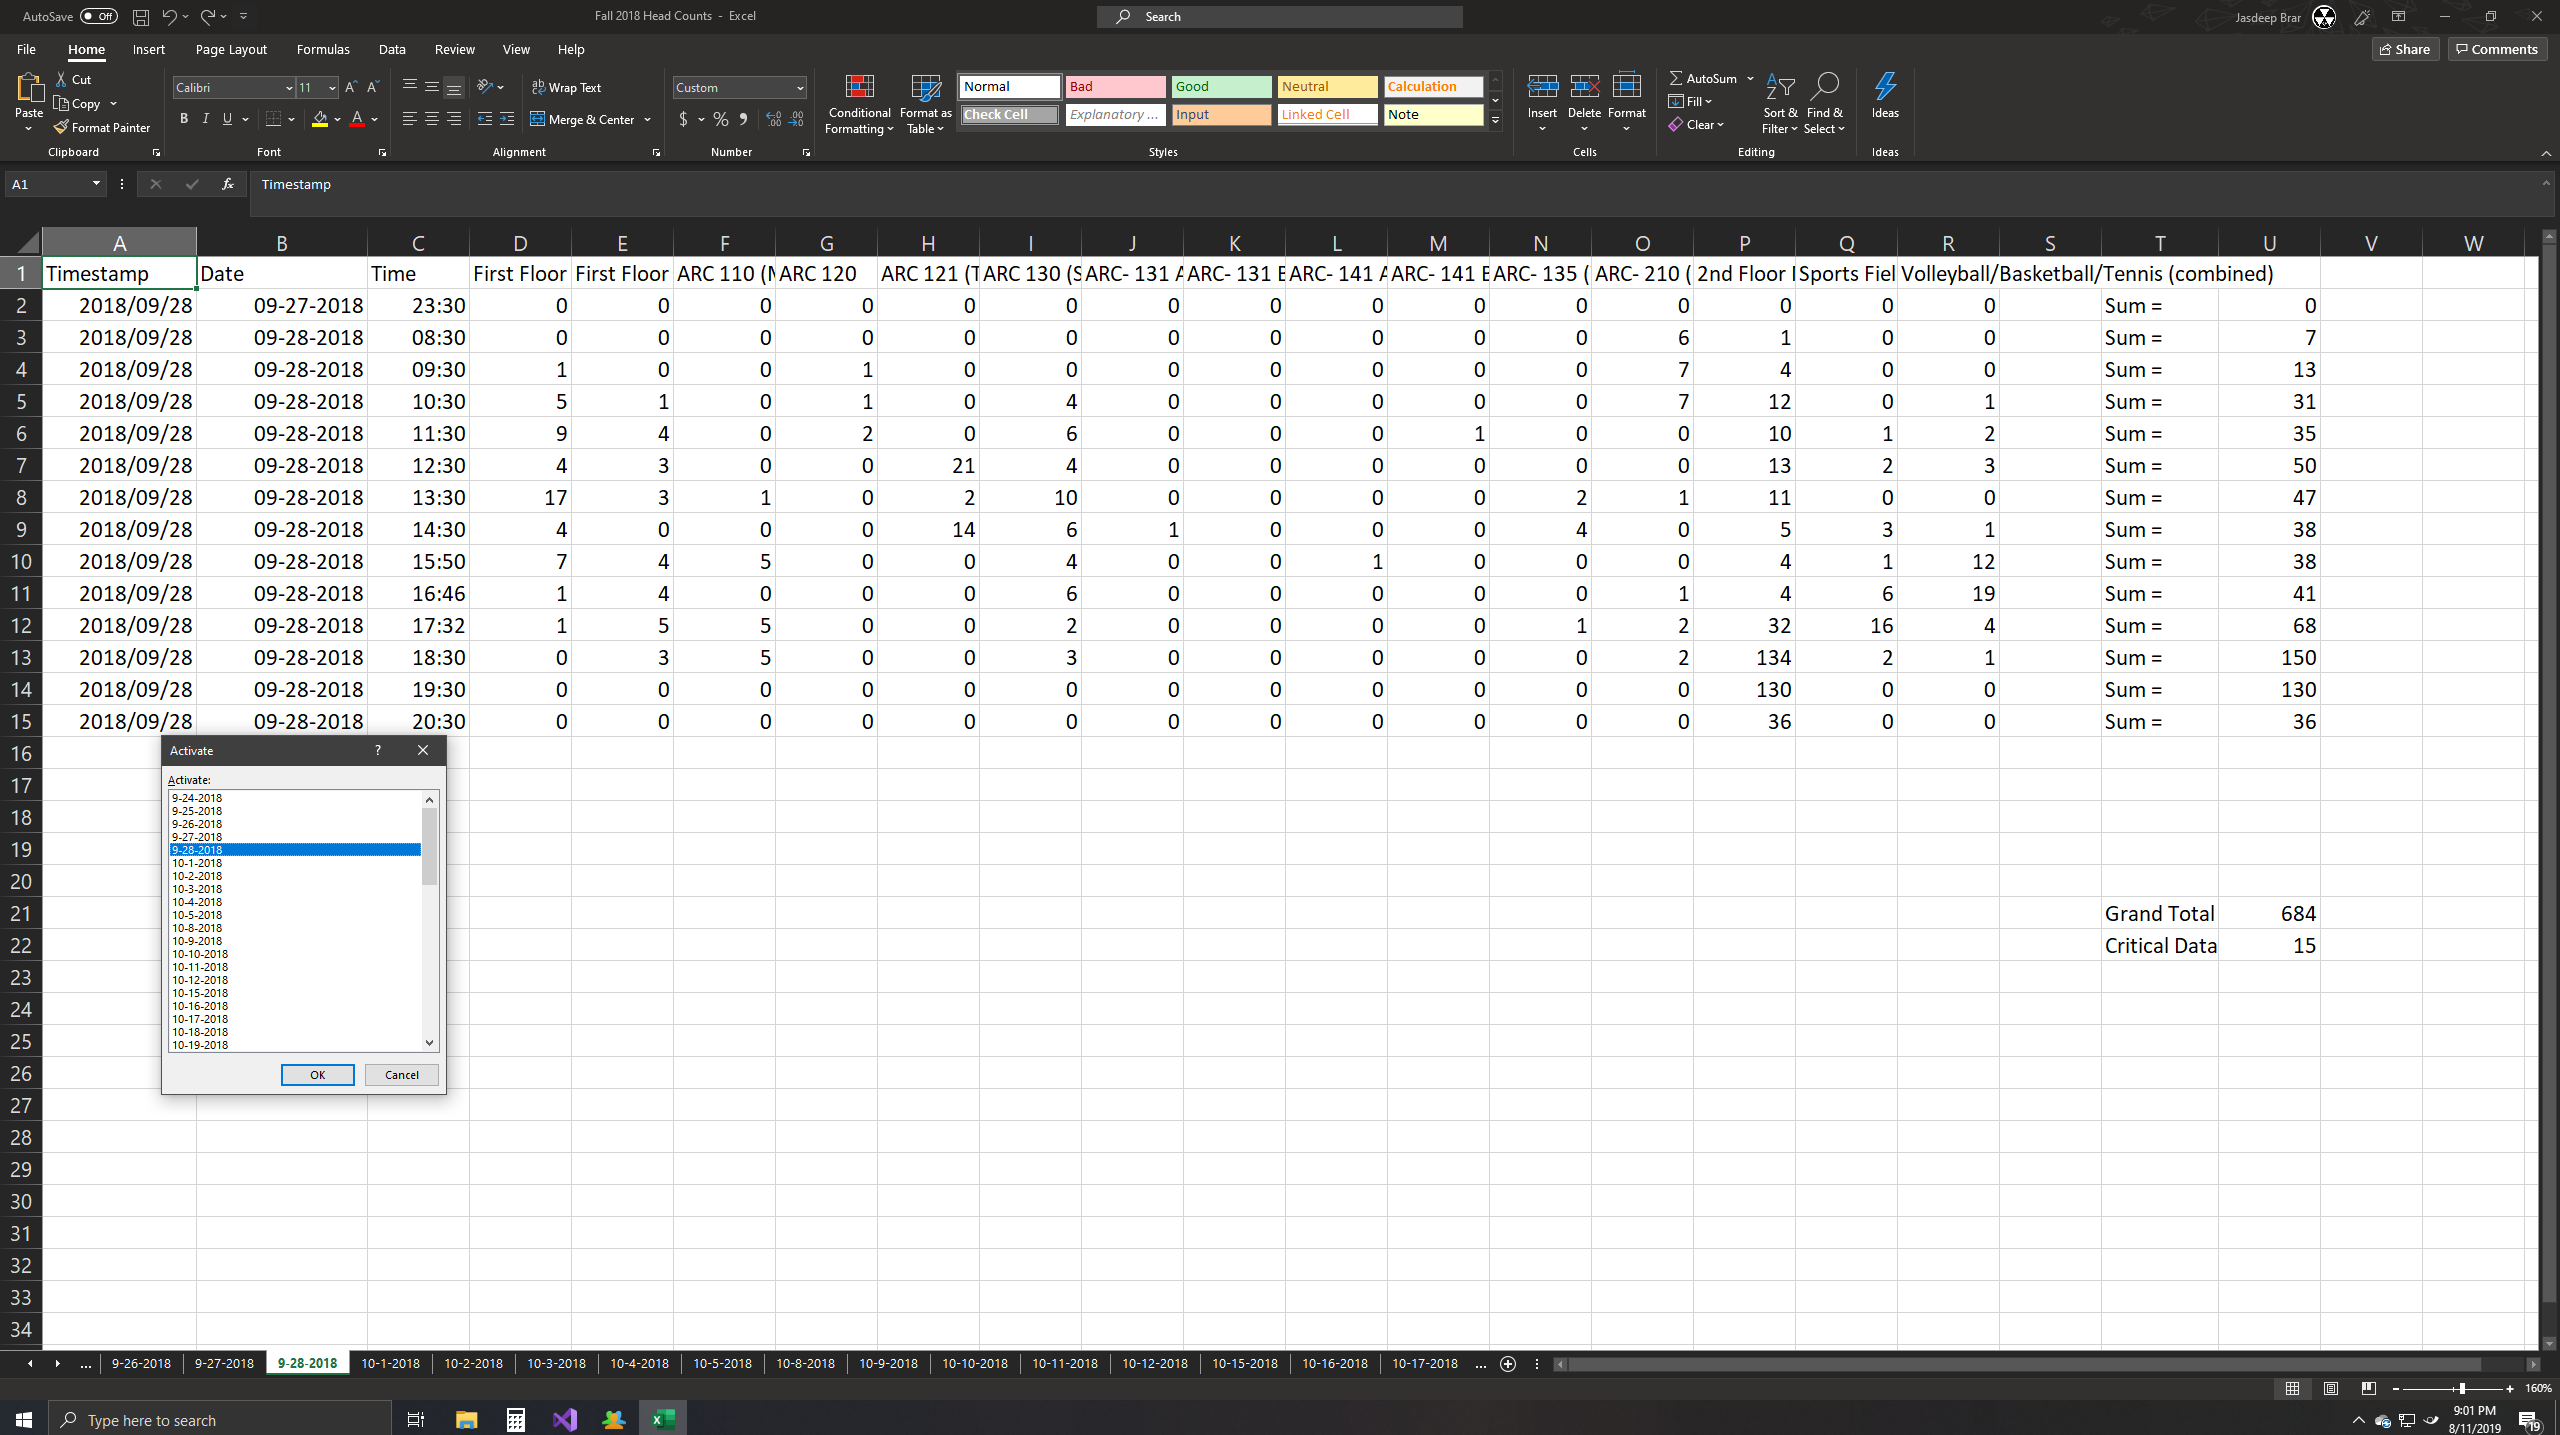 AutoSave Off Fall 2018 Head Counts - Excel Search Jasdeep Brar
File Home Insert Page Layout Formulas Data Review View Help Share Comments
Paste Cut Copy Format Painter Clipboard
Calibri 11 B I U A Font
Wrap Text Merge & Center Alignment
Custom $ % Number
Conditional Formatting Format as Table
Normal Bad Good Neutral Calculation
Check Cell Explanatory ... Input Linked Cell Note
Styles
Insert Delete Format Cells
AutoSum Fill Clear Sort & Filter Find & Select Editing
Ideas Ideas
A1 fx Timestamp
A B C D E F G H I J K L M N O P Q R S T U V W
1 Timestamp Date Time First Floor First Floor ARC 110 ( ARC 120 ARC 121 (T ARC 130 (S ARC- 131 A ARC- 131 B ARC- 141 A ARC- 141 B ARC- 135 ( ARC- 210 ( 2nd Floor Sports Fiel Volleyball/Basketball/Tennis (combined)
2 2018/09/28 09-27-2018 23:30 0 0 0 0 0 0 0 0 0 0 0 0 0 0 0 Sum = 0
3 2018/09/28 09-28-2018 08:30 0 0 0 0 0 0 0 0 0 0 0 6 1 0 0 Sum = 7
4 2018/09/28 09-28-2018 09:30 1 0 0 1 0 0 0 0 0 0 0 7 4 0 0 Sum = 13
5 2018/09/28 09-28-2018 10:30 5 1 0 1 0 4 0 0 0 0 0 7 12 0 1 Sum = 31
6 2018/09/28 09-28-2018 11:30 9 4 0 2 0 6 0 0 0 1 0 0 10 1 2 Sum = 35
7 2018/09/28 09-28-2018 12:30 4 3 0 0 21 4 0 0 0 0 0 0 13 2 3 Sum = 50
8 2018/09/28 09-28-2018 13:30 17 3 1 0 2 10 0 0 0 0 2 1 11 0 0 Sum = 47
9 2018/09/28 09-28-2018 14:30 4 0 0 0 14 6 1 0 0 0 4 0 5 3 1 Sum = 38
10 2018/09/28 09-28-2018 15:50 7 4 5 0 0 4 0 0 1 0 0 0 4 1 12 Sum = 38
11 2018/09/28 09-28-2018 16:46 1 4 0 0 0 6 0 0 0 0 0 1 4 6 19 Sum = 41
12 2018/09/28 09-28-2018 17:32 1 5 5 0 0 2 0 0 0 0 1 2 32 16 4 Sum = 68
13 2018/09/28 09-28-2018 18:30 0 3 5 0 0 3 0 0 0 0 0 2 134 2 1 Sum = 150
14 2018/09/28 09-28-2018 19:30 0 0 0 0 0 0 0 0 0 0 0 0 130 0 0 Sum = 130
15 2018/09/28 09-28-2018 20:30 0 0 0 0 0 0 0 0 0 0 0 0 36 0 0 Sum = 36
16
17
18
19
20
21 Grand Total 684
22 Critical Data 15
23
24
25
26
27
28
29
30
31
32
33
34
Activate ?
Activate:
9-24-2018
9-25-2018
9-26-2018
9-27-2018
9-28-2018
10-1-2018
10-2-2018
10-3-2018
10-4-2018
10-5-2018
10-8-2018
10-9-2018
10-10-2018
10-11-2018
10-12-2018
10-15-2018
10-16-2018
10-17-2018
10-18-2018
10-19-2018
OK Cancel
... 9-26-2018 9-27-2018 9-28-2018 10-1-2018 10-2-2018 10-3-2018 10-4-2018 10-5-2018 10-8-2018 10-9-2018 10-10-2018 10-11-2018 10-12-2018 10-15-2018 10-16-2018 10-17-2018 ...
160%
Type here to search
9:01 PM
8/11/2019
19